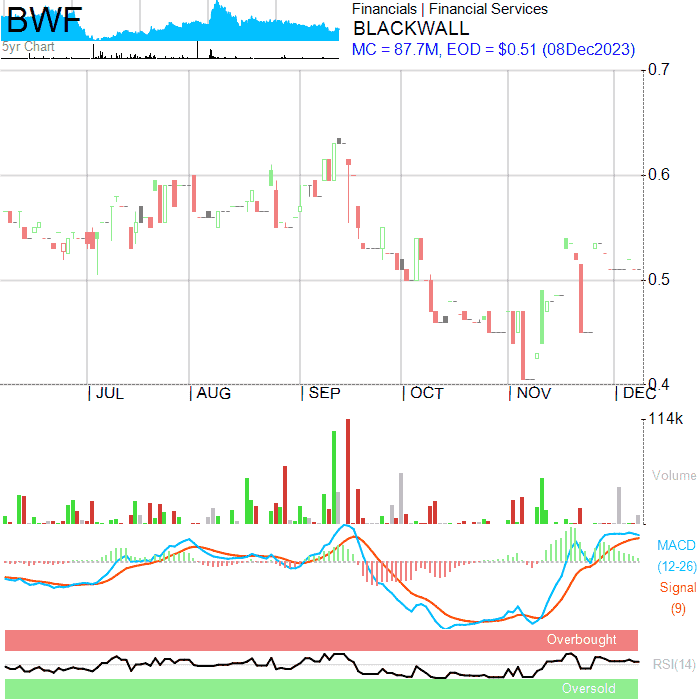 BWF
5yr Chart
Financials | Financial Services
BLACKWALL
MC = 87.7M, EOD = $0.51 (08Dec2023)
0.7
0.6
0.5
0.4
JUL AUG SEP OCT NOV DEC
114k
Volume
MACD
(12-26)
Signal
(9)
Overbought
RSI(14)
Oversold